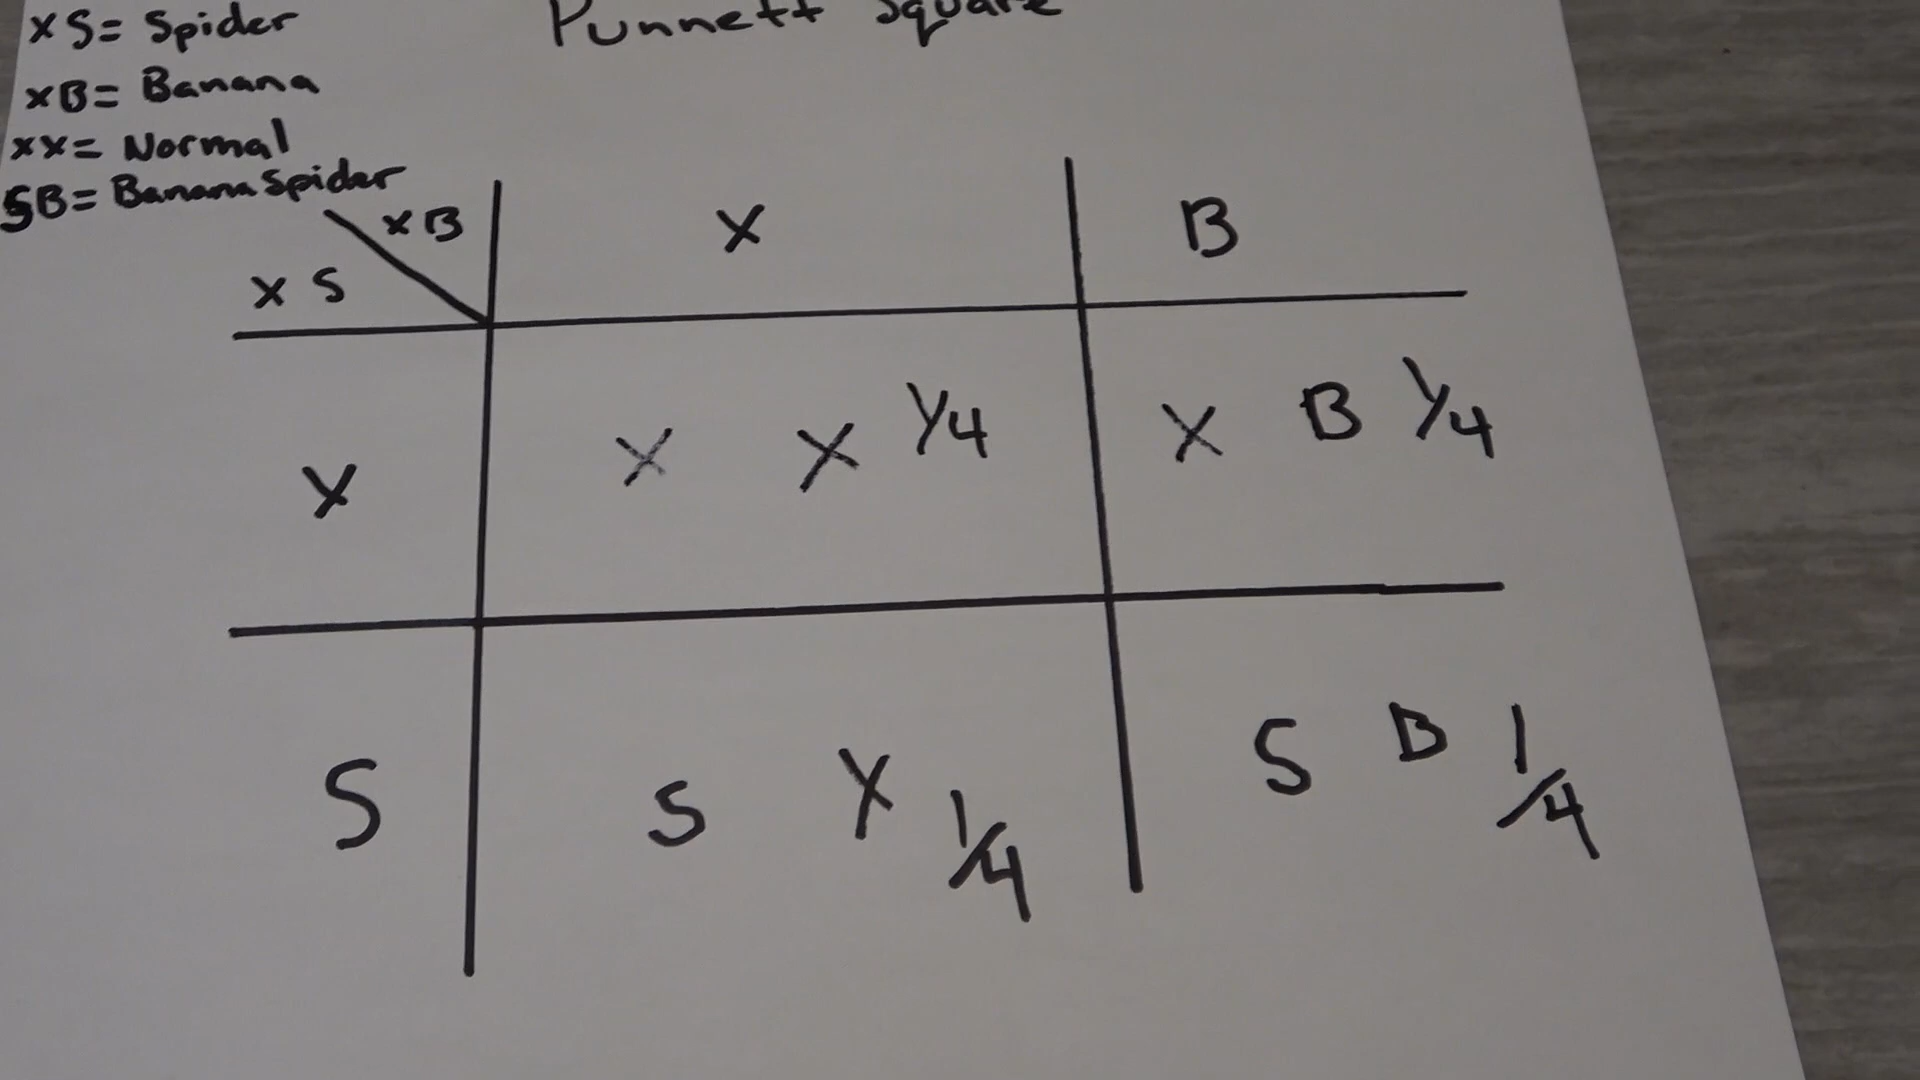 Punnett Square
XS= Spider
XB= Banana
XX= Normal
SB= Banana Spider
XB
XS
X B
X X X 1/4 X B 1/4
S S X 1/4 S B 1/4